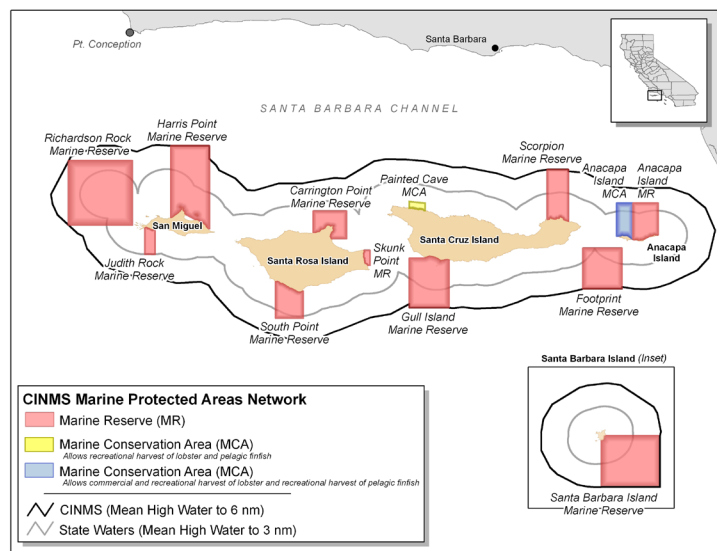 Pt. Conception
Santa Barbara
SANTA BARBARA CHANNEL
Richardson Rock
Marine Reserve
Harris Point
Marine Reserve
Carrington Point
Marine Reserve
Painted Cave
MCA
Scorpion
Marine Reserve
Anacapa
Island
MCA
Anacapa
Island
MR
San Miguel
Santa Rosa Island
Santa Cruz Island
Anacapa
Island
Judith Rock
Marine Reserve
Skunk
Point
MR
South Point
Marine Reserve
Gull Island
Marine Reserve
Footprint
Marine Reserve
Santa Barbara Island (Inset)
Santa Barbara Island
Marine Reserve
CINMS Marine Protected Areas Network
Marine Reserve (MR)
Marine Conservation Area (MCA)
Allows recreational harvest of lobster and pelagic finfish
Marine Conservation Area (MCA)
Allows commercial and recreational harvest of lobster and recreational harvest of pelagic finfish
CINMS (Mean High Water to 6 nm)
State Waters (Mean High Water to 3 nm)